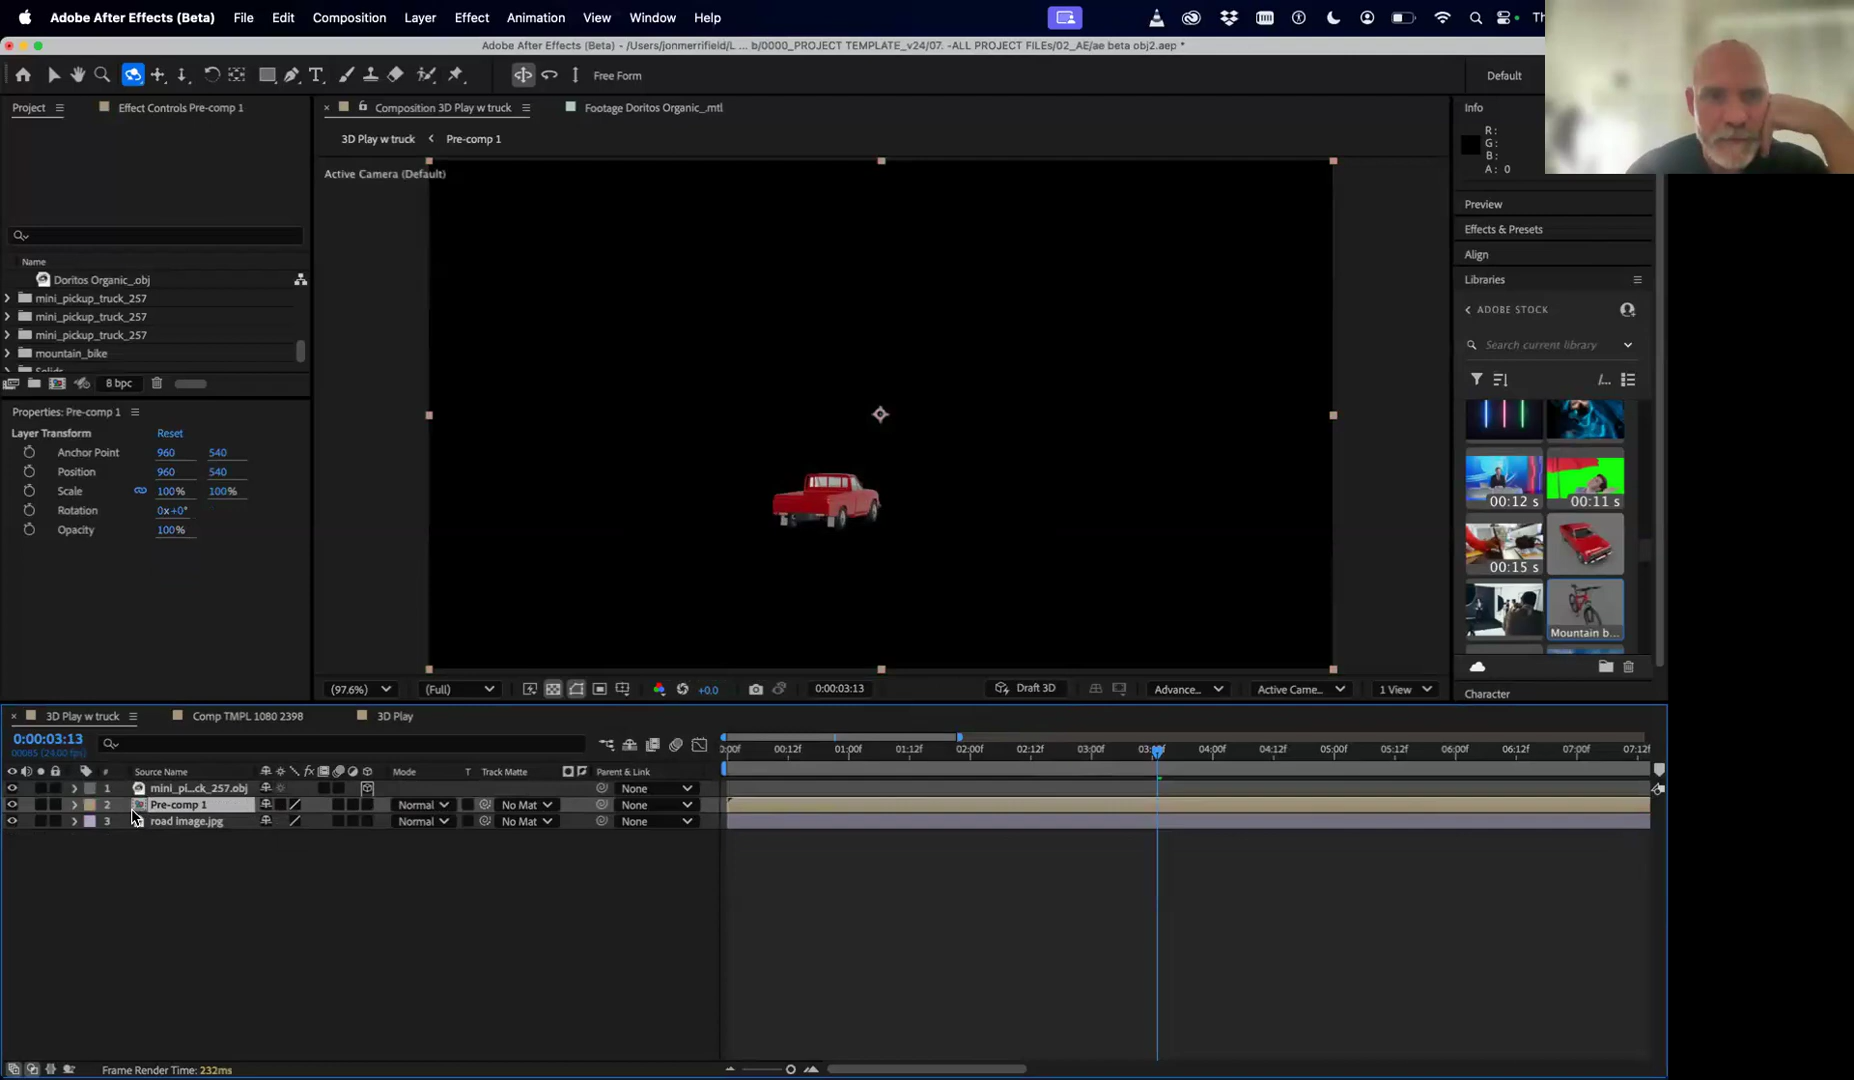 Adobe After Effects (Beta) File Edit Composition Layer Effect Animation View Window Help
Adobe After Effects (Beta) - /Users/jonmerrifield/L ... b/0000_PROJECT TEMPLATE_v24/07. -ALL PROJECT FILEs/02_AE/ae beta obj2.aep *
Free Form
Default
Project
Effect Controls Pre-comp 1
Composition 3D Play w truck
Footage Doritos Organic_.mtl
Info
3D Play w truck
Pre-comp 1
R:
G:
B:
A: 0
Active Camera (Default)
Preview
Effects & Presets
Align
Libraries
ADOBE STOCK
Search current library
Name
Doritos Organic_.obj
mini_pickup_truck_257
mini_pickup_truck_257
mini_pickup_truck_257
mountain_bike
8 bpc
Properties: Pre-comp 1
Layer Transform Reset
Anchor Point 960 540
Position 960 540
Scale 100% 100%
Rotation 0x+0°
Opacity 100%
00:12 s
00:11 s
00:15 s
Mountain b...
(97.6%) (Full) +0.0 0:00:03:13 Draft 3D Advance... Active Came... 1 View
Character
3D Play w truck
Comp TMPL 1080 2398
3D Play
0:00:03:13
00085 (24.00 fps)
:00f 00:12f 01:00f 01:12f 02:00f 02:12f 03:00f 04:00f 04:12f 05:00f 05:12f 06:00f 06:12f 07:00f 07:12f
# Source Name fx Mode T Track Matte Parent & Link
1 mini_pi...ck_257.obj None
2 Pre-comp 1 Normal No Mat None
3 road image.jpg Normal No Mat None
Frame Render Time: 232ms